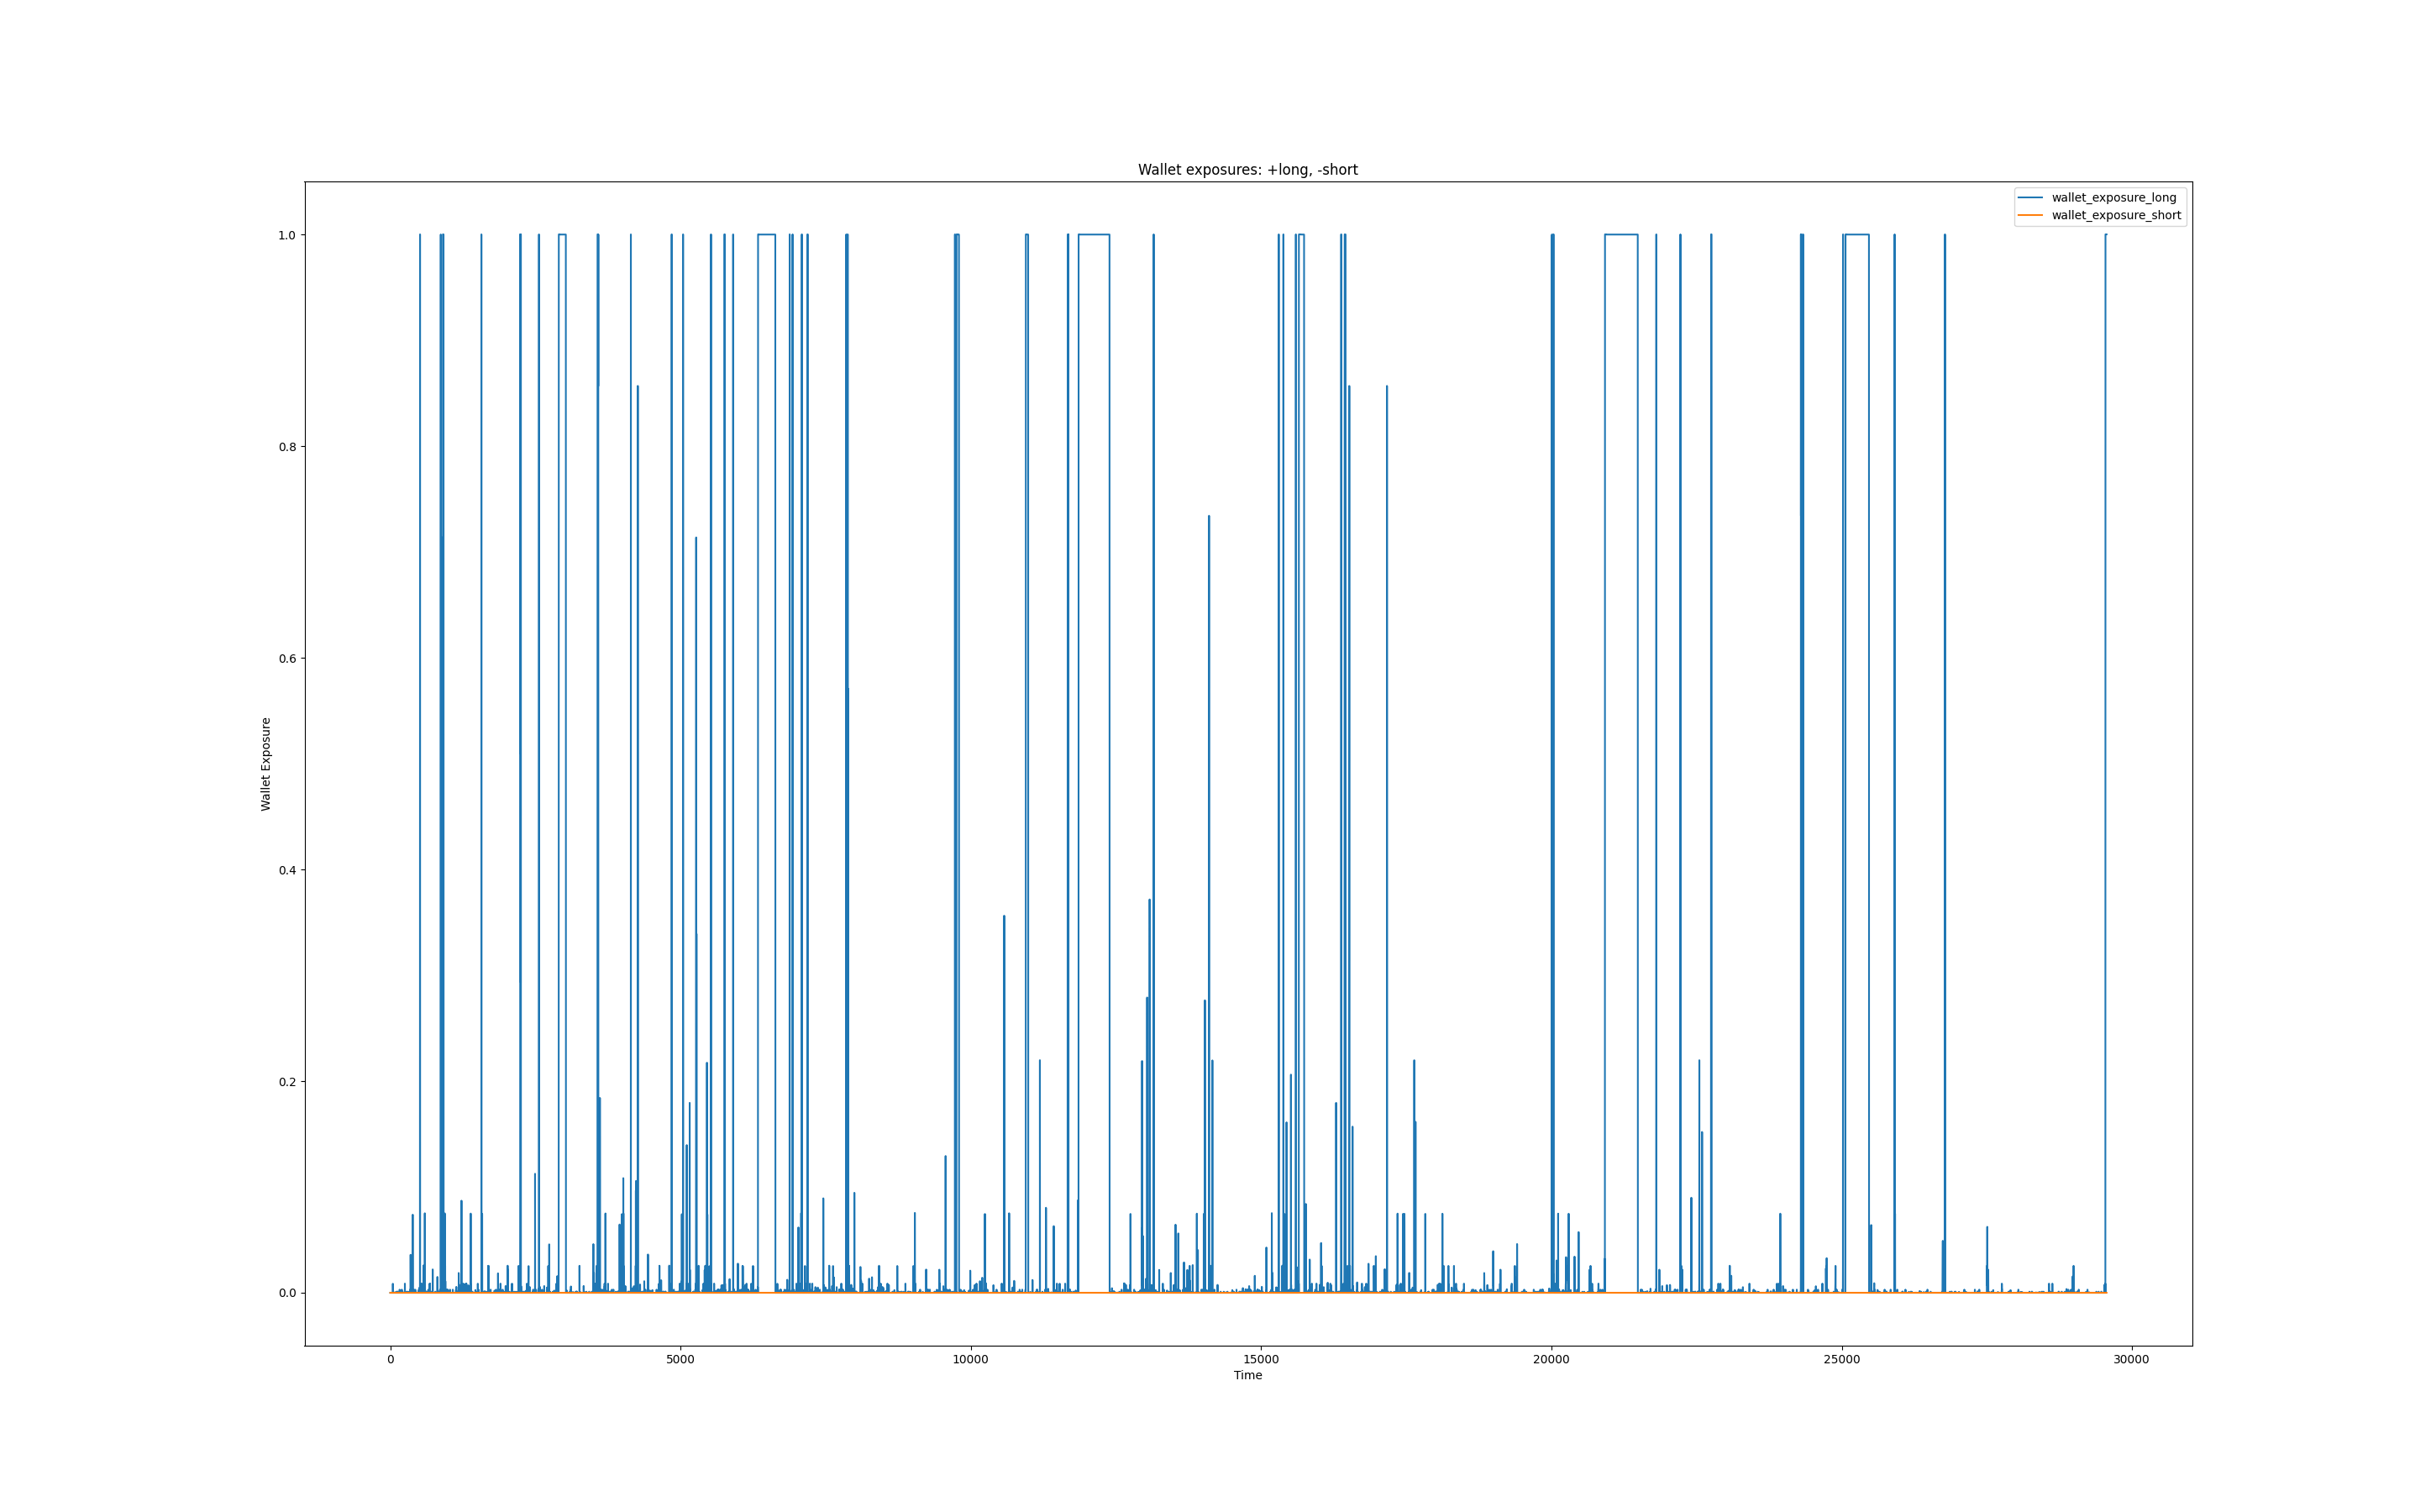 Wallet exposures: +long, -short
wallet_exposure_long
wallet_exposure_short
1.0
0.8
0.6
0.4
0.2
0.0
Wallet Exposure
0 5000 10000 15000 20000 25000 30000
Time